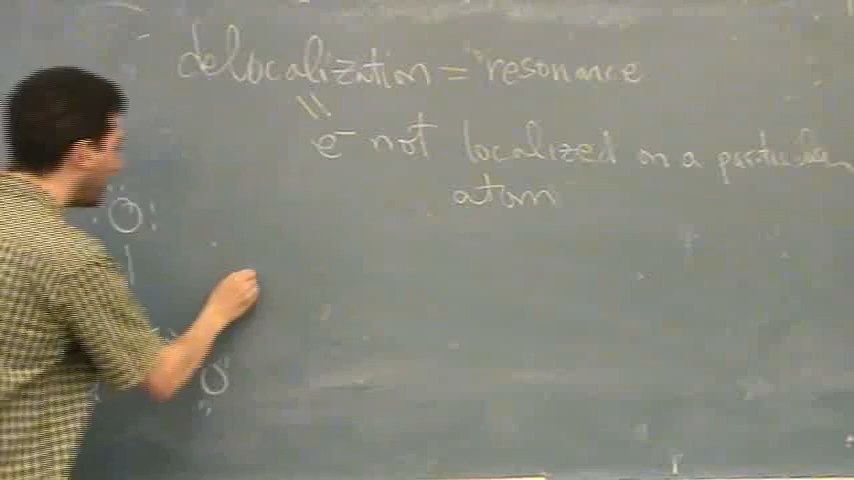 delocalization = resonance
e⁻ not localized on a particular
atom
O
O